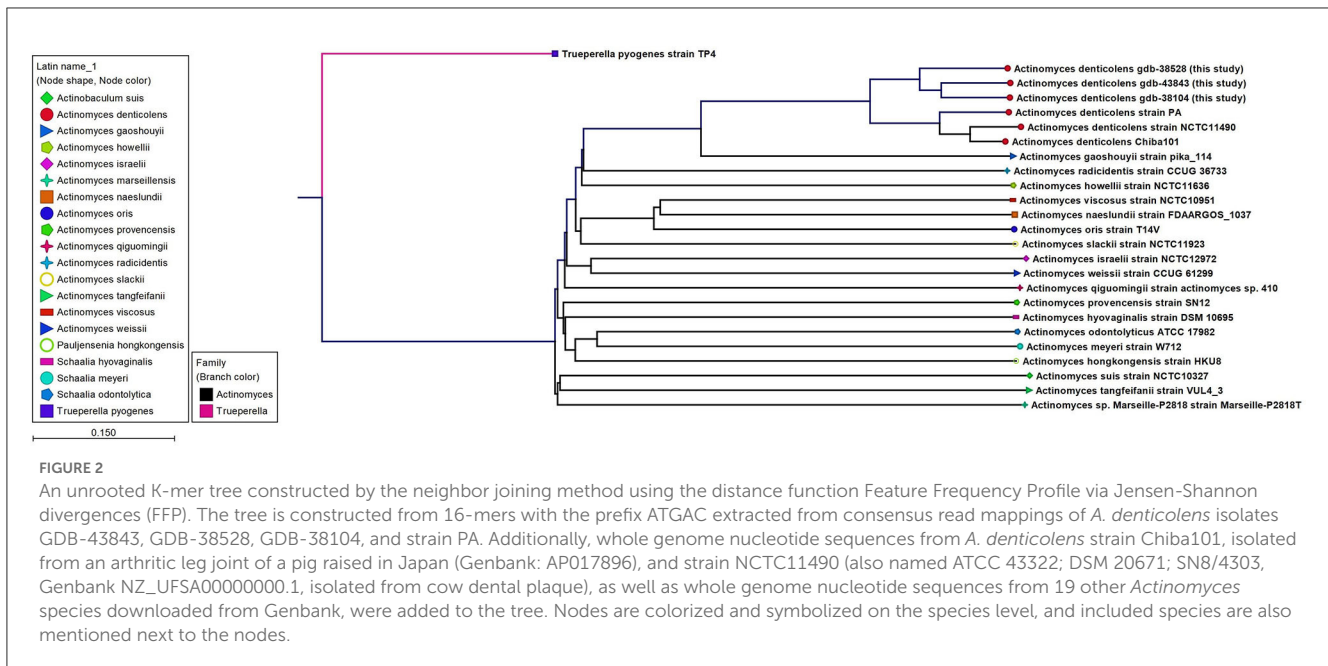 Trueperella pyogenes strain TP4
Latin name_1
(Node shape, Node color)
Actinobaculum suis
Actinomyces denticolens
Actinomyces gaoshouyii
Actinomyces howellii
Actinomyces israelii
Actinomyces marseillensis
Actinomyces naeslundii
Actinomyces oris
Actinomyces provencensis
Actinomyces qiguomingii
Actinomyces radicidentis
Actinomyces slackii
Actinomyces tangfeifanii
Actinomyces viscosus
Actinomyces weissii
Pauljensenia hongkongensis
Schaalia hyovaginalis
Schaalia meyeri
Schaalia odontolytica
Trueperella pyogenes
0.150
Family
(Branch color)
Actinomyces
Trueperella
Actinomyces denticolens gdb-38528 (this study)
Actinomyces denticolens gdb-43843 (this study)
Actinomyces denticolens gdb-38104 (this study)
Actinomyces denticolens strain PA
Actinomyces denticolens strain NCTC11490
Actinomyces denticolens Chiba101
Actinomyces gaoshouyii strain pika_114
Actinomyces radicidentis strain CCUG 36733
Actinomyces howellii strain NCTC11636
Actinomyces viscosus strain NCTC10951
Actinomyces naeslundii strain FDAARGOS_1037
Actinomyces oris strain T14V
Actinomyces slackii strain NCTC11923
Actinomyces israelii strain NCTC12972
Actinomyces weissii strain CCUG 61299
Actinomyces qiguomingii strain actinomyces sp. 410
Actinomyces provencensis strain SN12
Actinomyces hyovaginalis strain DSM 10695
Actinomyces odontolyticus ATCC 17982
Actinomyces meyeri strain W712
Actinomyces hongkongensis strain HKU8
Actinomyces suis strain NCTC10327
Actinomyces tangfeifanii strain VUL4_3
Actinomyces sp. Marseille-P2818 strain Marseille-P2818T
FIGURE 2
An unrooted K-mer tree constructed by the neighbor joining method using the distance function Feature Frequency Profile via Jensen-Shannon
divergences (FFP). The tree is constructed from 16-mers with the prefix ATGAC extracted from consensus read mappings of A. denticolens isolates
GDB-43843, GDB-38528, GDB-38104, and strain PA. Additionally, whole genome nucleotide sequences from A. denticolens strain Chiba101, isolated
from an arthritic leg joint of a pig raised in Japan (Genbank: AP017896), and strain NCTC11490 (also named ATCC 43322; DSM 20671; SN8/4303,
Genbank NZ_UFSA00000000.1, isolated from cow dental plaque), as well as whole genome nucleotide sequences from 19 other Actinomyces
species downloaded from Genbank, were added to the tree. Nodes are colorized and symbolized on the species level, and included species are also
mentioned next to the nodes.